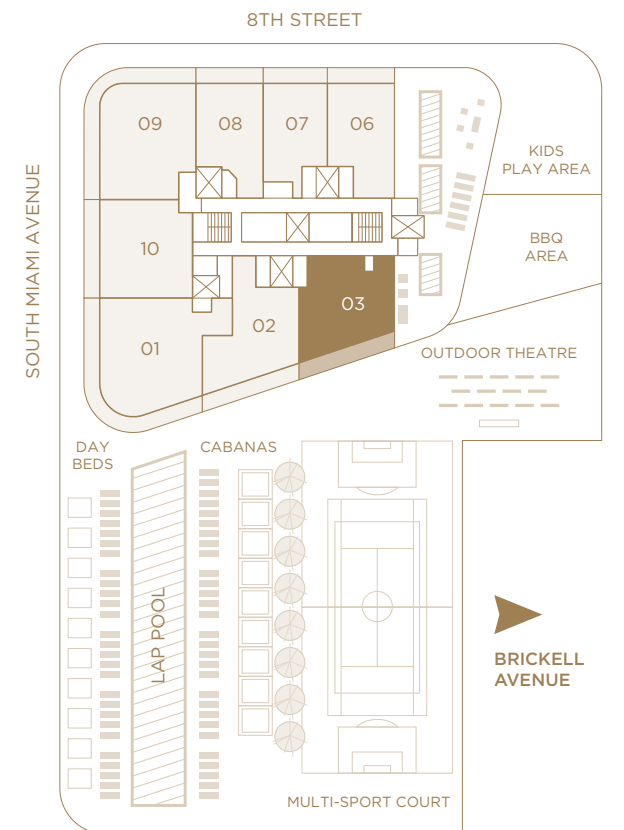 8TH STREET
SOUTH MIAMI AVENUE
09
08
07
06
KIDS
PLAY AREA
10
BBQ
AREA
03
02
01
OUTDOOR THEATRE
DAY
BEDS
CABANAS
LAP POOL
BRICKELL
AVENUE
MULTI-SPORT COURT